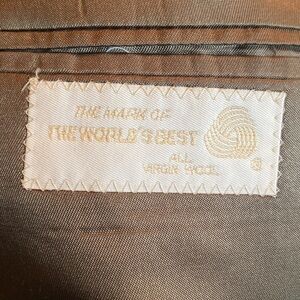 THE MARK OF
THE WORLD'S BEST
ALL
VIRGIN WOOL
®